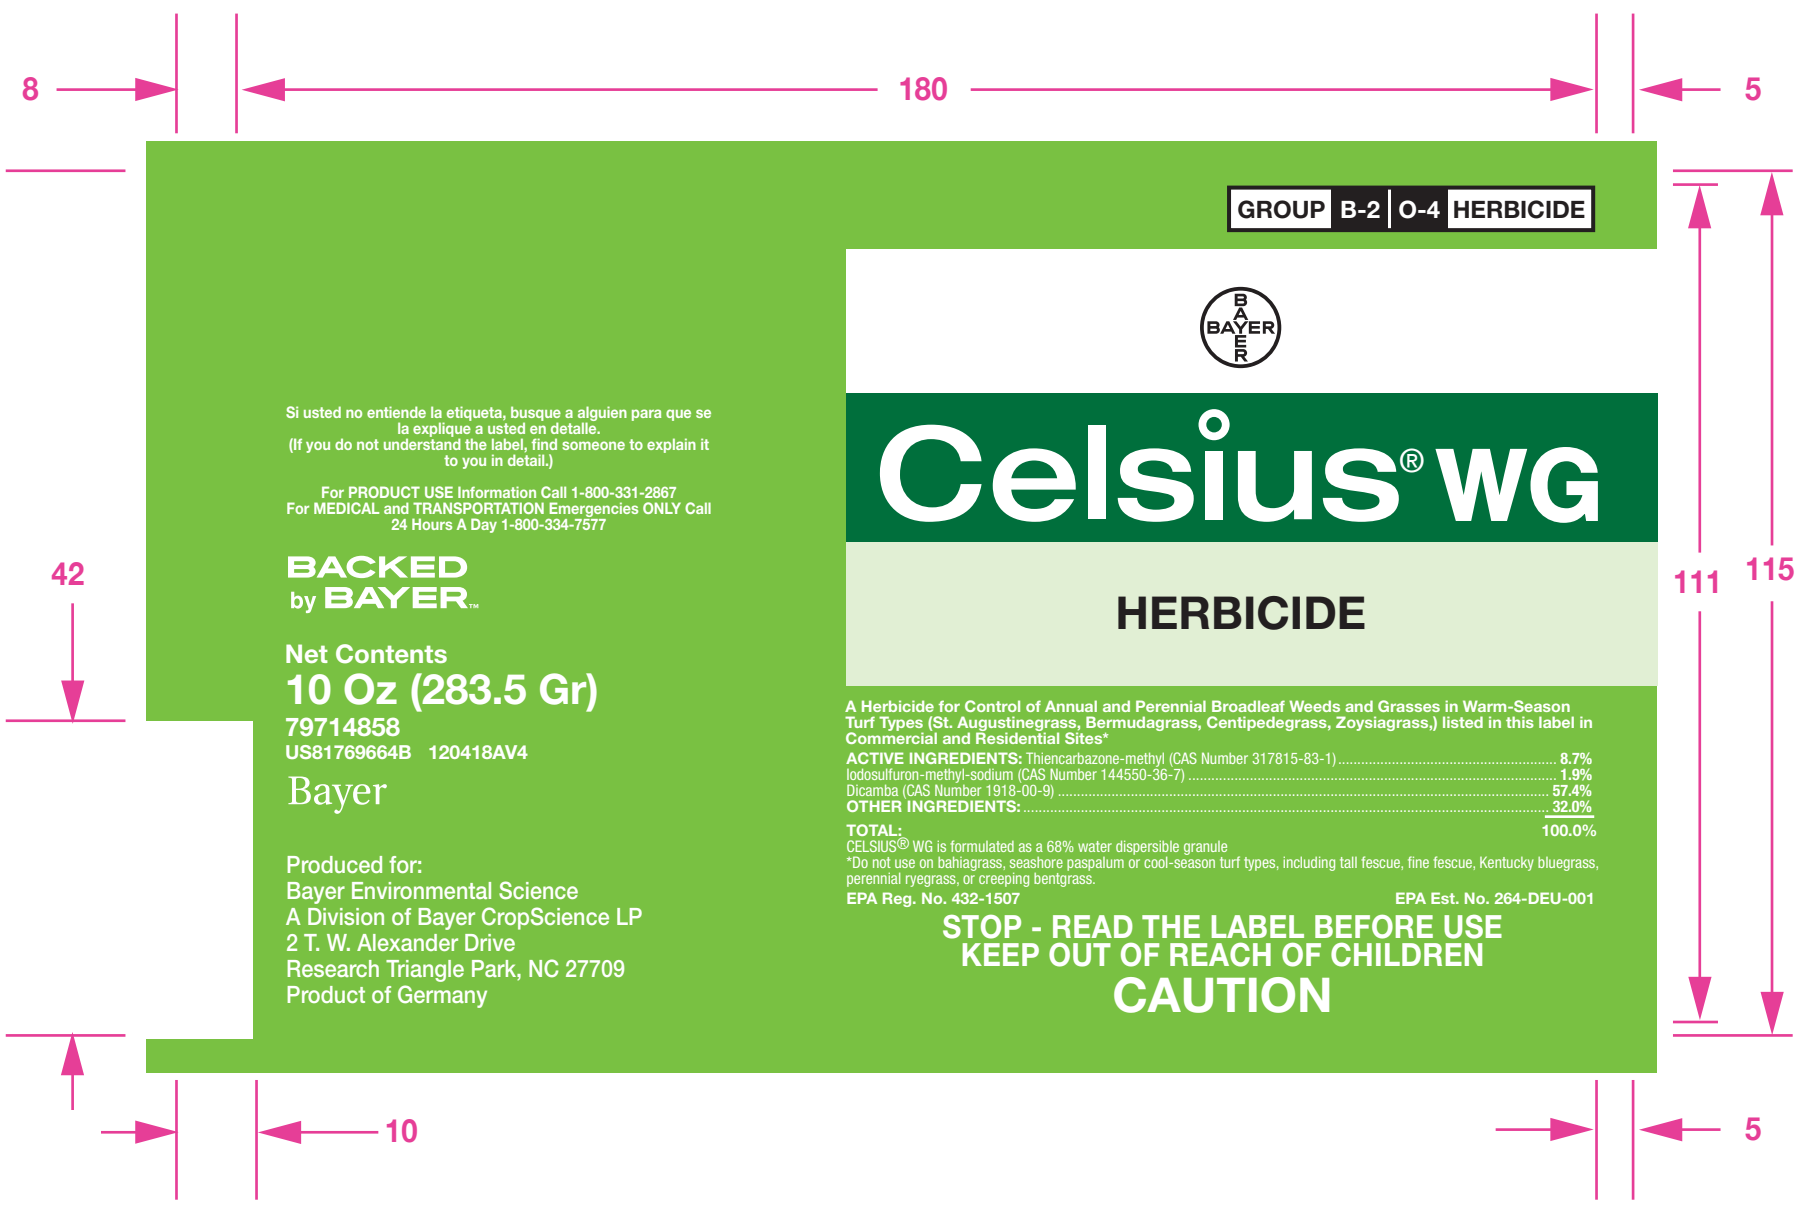 8
180
5
GROUP B-2 O-4 HERBICIDE
BAYER
BAYER
Celsius® WG
HERBICIDE
Si usted no entiende la etiqueta, busque a alguien para que se
la explique a usted en detalle.
(If you do not understand the label, find someone to explain it
to you in detail.)
For PRODUCT USE Information Call 1-800-331-2867
For MEDICAL and TRANSPORTATION Emergencies ONLY Call
24 Hours A Day 1-800-334-7577
BACKED
by BAYER™
Net Contents
10 Oz (283.5 Gr)
79714858
US81769664B 120418AV4
Bayer
Produced for:
Bayer Environmental Science
A Division of Bayer CropScience LP
2 T. W. Alexander Drive
Research Triangle Park, NC 27709
Product of Germany
A Herbicide for Control of Annual and Perennial Broadleaf Weeds and Grasses in Warm-Season
Turf Types (St. Augustinegrass, Bermudagrass, Centipedegrass, Zoysiagrass,) listed in this label in
Commercial and Residential Sites*
ACTIVE INGREDIENTS: Thiencarbazone-methyl (CAS Number 317815-83-1) 8.7%
Iodosulfuron-methyl-sodium (CAS Number 144550-36-7) 1.9%
Dicamba (CAS Number 1918-00-9) 57.4%
OTHER INGREDIENTS: 32.0%
TOTAL: 100.0%
CELSIUS® WG is formulated as a 68% water dispersible granule
*Do not use on bahiagrass, seashore paspalum or cool-season turf types, including tall fescue, fine fescue, Kentucky bluegrass,
perennial ryegrass, or creeping bentgrass.
EPA Reg. No. 432-1507 EPA Est. No. 264-DEU-001
STOP - READ THE LABEL BEFORE USE
KEEP OUT OF REACH OF CHILDREN
CAUTION
42
111
115
10
5